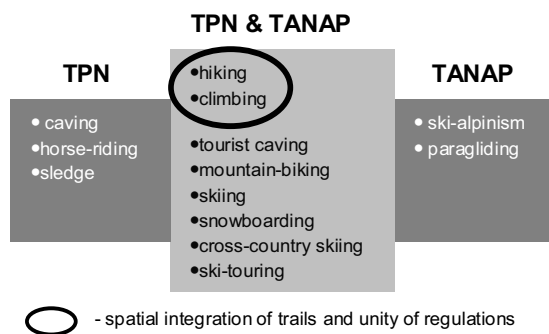 TPN & TANAP
TPN
TANAP
•hiking
•climbing
•tourist caving
•mountain-biking
•skiing
•snowboarding
•cross-country skiing
•ski-touring
• caving
•horse-riding
•sledge
• ski-alpinism
• paragliding
- spatial integration of trails and unity of regulations